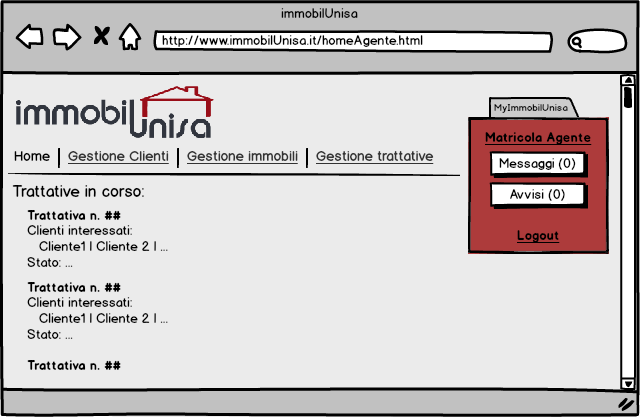 immobilUnisa
http://www.immobilUnisa.it/homeAgente.html
immobilUnisa
MyImmobilUnisa
Matricola Agente
Messaggi (0)
Avvisi (0)
Logout
Home | Gestione Clienti | Gestione immobili | Gestione trattative
Trattative in corso:
Trattativa n. ##
Clienti interessati:
Cliente1 | Cliente 2 | ...
Stato: ...
Trattativa n. ##
Clienti interessati:
Cliente1 | Cliente 2 | ...
Stato: ...
Trattativa n. ##